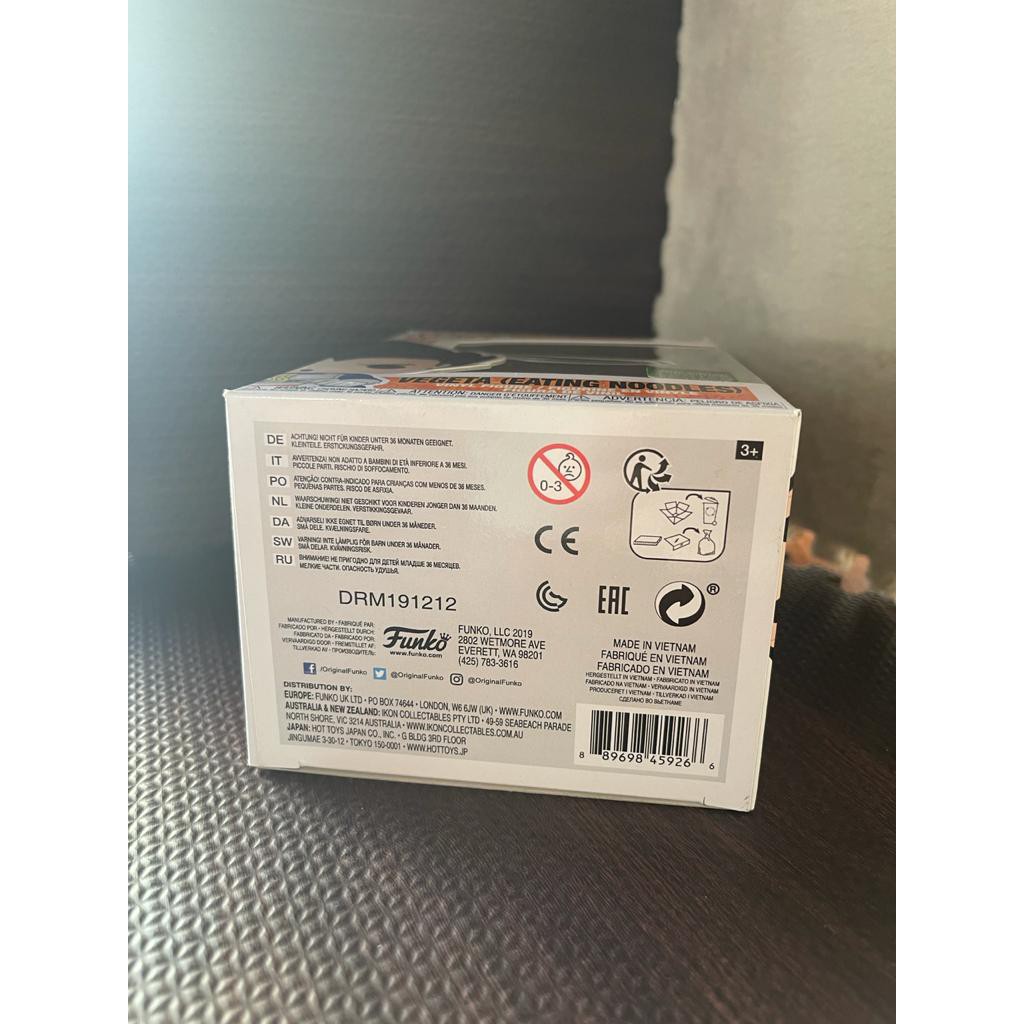 VEGETA (EATING NOODLES)
ATTENTION: DANGER D'ÉTOUFFEMENT
ADVERTENCIA: PELIGRO DE ASFIXIA
DE ACHTUNG! NICHT FÜR KINDER UNTER 36 MONATEN GEEIGNET.
KLEINTEILE. ERSTICKUNGSGEFAHR.
IT AVVERTENZA! NON ADATTO A BAMBINI DI ETÀ INFERIORE A 36 MESI.
PICCOLE PARTI. RISCHIO DI SOFFOCAMENTO.
PO ATENÇÃO! CONTRA-INDICADO PARA CRIANÇAS COM MENOS DE 36 MESES.
PEQUENAS PARTES. RISCO DE ASFIXIA.
NL WAARSCHUWING! NIET GESCHIKT VOOR KINDEREN JONGER DAN 36 MAANDEN.
KLEINE ONDERDELEN. VERSTIKKINGSGEVAAR.
DA ADVARSEL! IKKE EGNET TIL BØRN UNDER 36 MÅNEDER.
SMÅ DELE. KVÆLNINGSFARE.
SW VARNING! INTE LÄMPLIG FÖR BARN UNDER 36 MÅNADER.
SMÅ DELAR. KVÄVNINGSRISK.
RU ВНИМАНИЕ! НЕ ПРИГОДНО ДЛЯ ДЕТЕЙ МЛАДШЕ 36 МЕСЯЦЕВ.
МЕЛКИЕ ЧАСТИ. ОПАСНОСТЬ УДУШЬЯ.
0-3
3+
CE
EAC
®
DRM191212
MANUFACTURED BY • FABRIQUÉ PAR:
FABRICADO POR • HERGESTELLT DURCH:
FABBRICATO DA • FABRICADO POR:
VERVAARDIGD DOOR • FREMSTILLET AF:
TILLVERKAD AV • ПРОИЗВОДИТЕЛЬ:
Funko
www.funko.com
FUNKO, LLC 2019
2802 WETMORE AVE
EVERETT, WA 98201
(425) 783-3616
/OriginalFunko @OriginalFunko @OriginalFunko
MADE IN VIETNAM
FABRIQUÉ EN VIETNAM
FABRICADO EN VIETNAM
HERGESTELLT IN VIETNAM • FABBRICATO IN VIETNAM
FABRICADO NA VIETNAM • VERVAARDIGD IN VIETNAM
PRODUCERET I VIETNAM • TILLVERKAD I VIETNAM
СДЕЛАНО ВО ВЬЕТНАМЕ
DISTRIBUTION BY:
EUROPE: FUNKO UK LTD • PO BOX 74644 • LONDON, W6 6JW (UK) • WWW.FUNKO.COM
AUSTRALIA & NEW ZEALAND: IKON COLLECTABLES PTY LTD • 49-59 SEABEACH PARADE
NORTH SHORE, VIC 3214 AUSTRALIA • WWW.IKONCOLLECTABLES.COM.AU
JAPAN: HOT TOYS JAPAN CO., INC. • G BLDG 3RD FLOOR
JINGUMAE 3-30-12 • TOKYO 150-0001 • WWW.HOTTOYS.JP
8 89698 45926 6